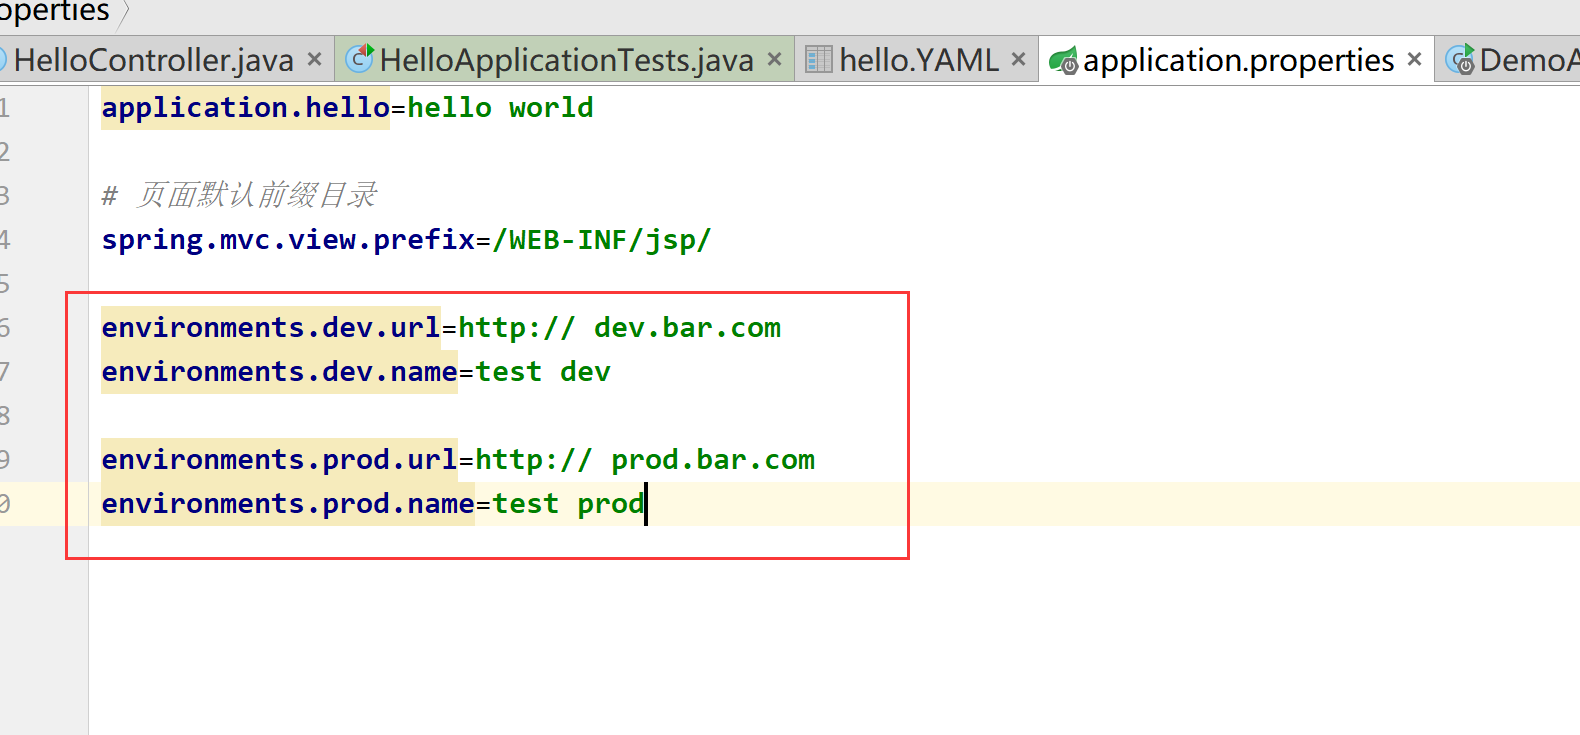 operties
HelloController.java HelloApplicationTests.java hello.YAML application.properties DemoA
1 application.hello=hello world
2
3 # 页面默认前缀目录
4 spring.mvc.view.prefix=/WEB-INF/jsp/
5
6 environments.dev.url=http:// dev.bar.com
7 environments.dev.name=test dev
8
9 environments.prod.url=http:// prod.bar.com
0 environments.prod.name=test prod